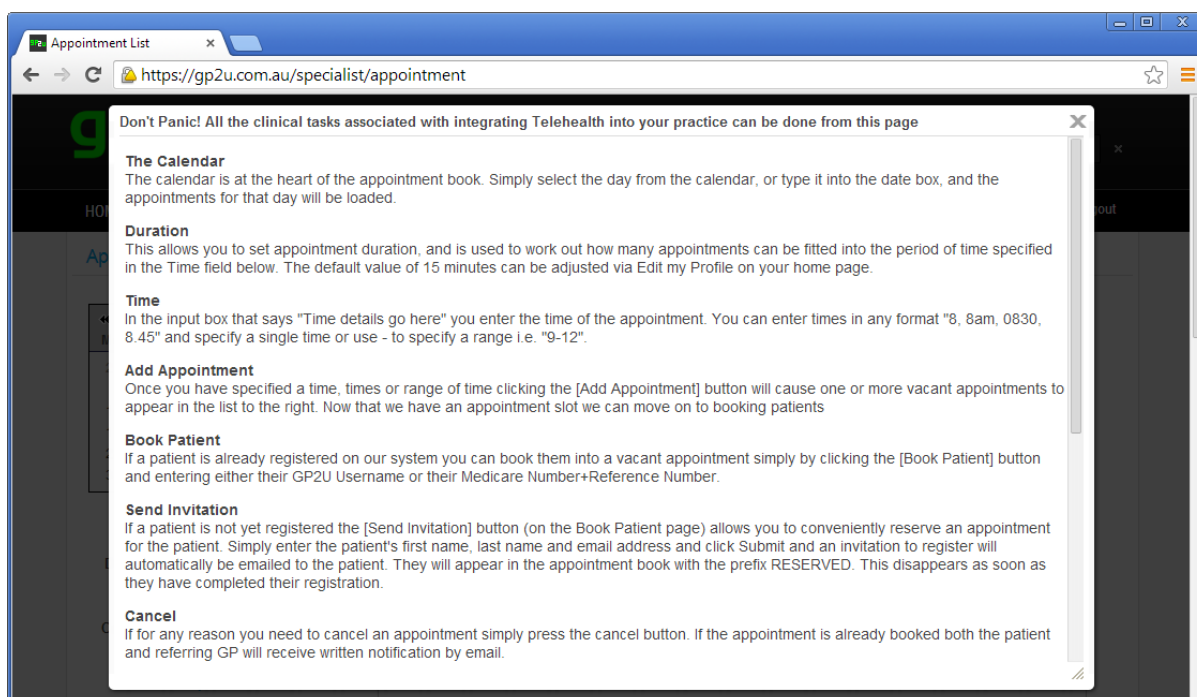 Appointment List
https://gp2u.com.au/specialist/appointment
Don't Panic! All the clinical tasks associated with integrating Telehealth into your practice can be done from this page
The Calendar
The calendar is at the heart of the appointment book. Simply select the day from the calendar, or type it into the date box, and the
appointments for that day will be loaded.
Duration
This allows you to set appointment duration, and is used to work out how many appointments can be fitted into the period of time specified
in the Time field below. The default value of 15 minutes can be adjusted via Edit my Profile on your home page.
Time
In the input box that says "Time details go here" you enter the time of the appointment. You can enter times in any format "8, 8am, 0830,
8.45" and specify a single time or use - to specify a range i.e. "9-12".
Add Appointment
Once you have specified a time, times or range of time clicking the [Add Appointment] button will cause one or more vacant appointments to
appear in the list to the right. Now that we have an appointment slot we can move on to booking patients
Book Patient
If a patient is already registered on our system you can book them into a vacant appointment simply by clicking the [Book Patient] button
and entering either their GP2U Username or their Medicare Number+Reference Number.
Send Invitation
If a patient is not yet registered the [Send Invitation] button (on the Book Patient page) allows you to conveniently reserve an appointment
for the patient. Simply enter the patient's first name, last name and email address and click Submit and an invitation to register will
automatically be emailed to the patient. They will appear in the appointment book with the prefix RESERVED. This disappears as soon as
they have completed their registration.
Cancel
If for any reason you need to cancel an appointment simply press the cancel button. If the appointment is already booked both the patient
and referring GP will receive written notification by email.